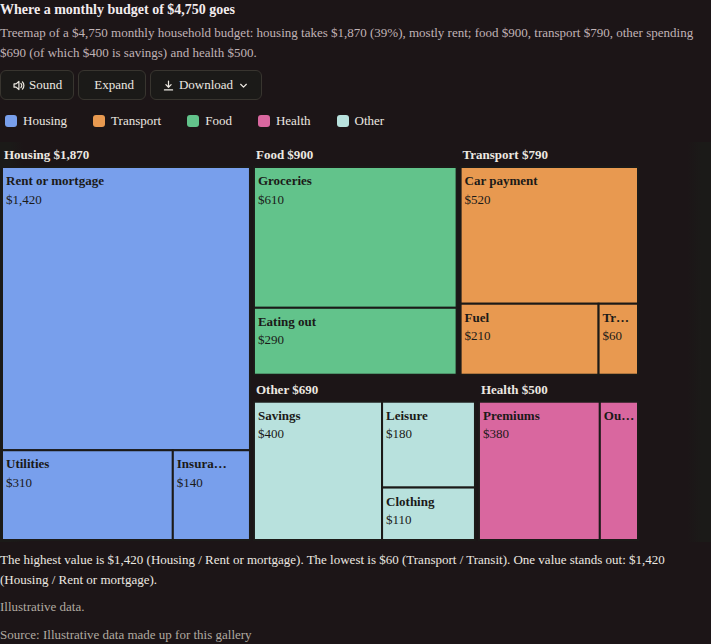 Where a monthly budget of $4,750 goes
Treemap of a $4,750 monthly household budget: housing takes $1,870 (39%), mostly rent; food $900, transport $790, other spending
$690 (of which $400 is savings) and health $500.
Sound Expand Download
Housing Transport Food Health Other
Housing $1,870
Rent or mortgage
$1,420
Utilities
$310
Insura…
$140
Food $900
Groceries
$610
Eating out
$290
Transport $790
Car payment
$520
Fuel
$210
Tr…
$60
Other $690
Savings
$400
Leisure
$180
Clothing
$110
Health $500
Premiums
$380
Ou…
The highest value is $1,420 (Housing / Rent or mortgage). The lowest is $60 (Transport / Transit). One value stands out: $1,420
(Housing / Rent or mortgage).
Illustrative data.
Source: Illustrative data made up for this gallery